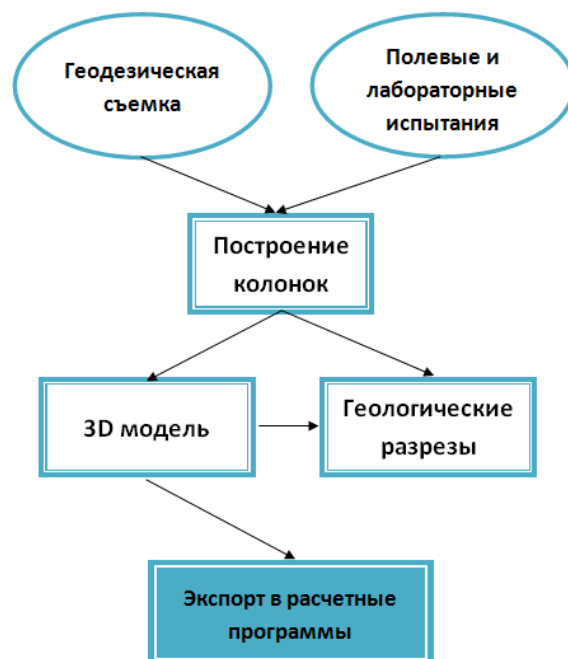 Геодезическая
съемка
Полевые и
лабораторные
испытания
Построение
колонок
3D модель
Геологические
разрезы
Экспорт в расчетные
программы